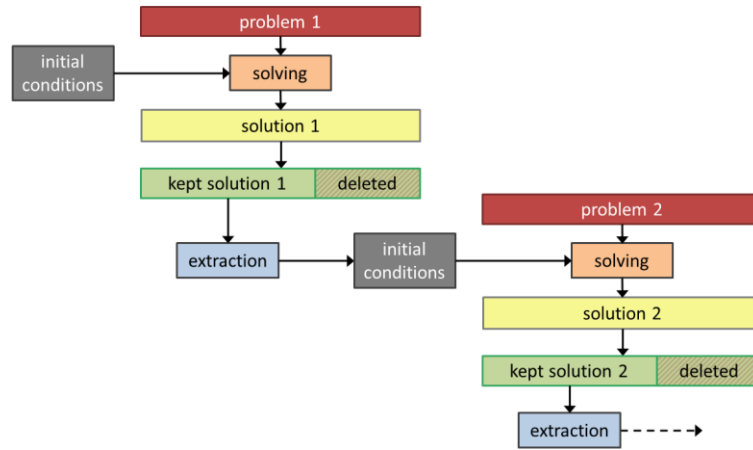 problem 1
initial
conditions
solving
solution 1
kept solution 1
deleted
problem 2
extraction
initial
conditions
solving
solution 2
kept solution 2
deleted
extraction